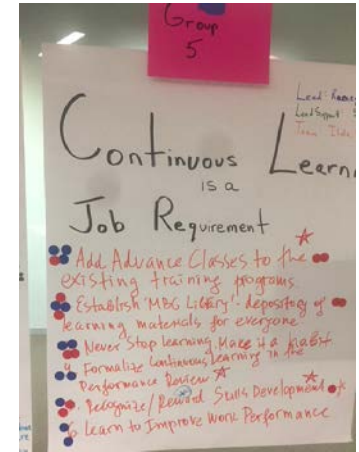 Group
5
Lead:
Lead Support:
Team
Continuous Learn
is a
Job Requirement
Add Advance Classes to the
existing training programs.
Establish 'MBG Library' - depository of
learning materials for everyone
Never Stop Learning. Make it a habit
4 Formalize Continuous Learning in the
Performance Review
Recognize/Reward Skills Development
6 Learn to Improve Work Performance